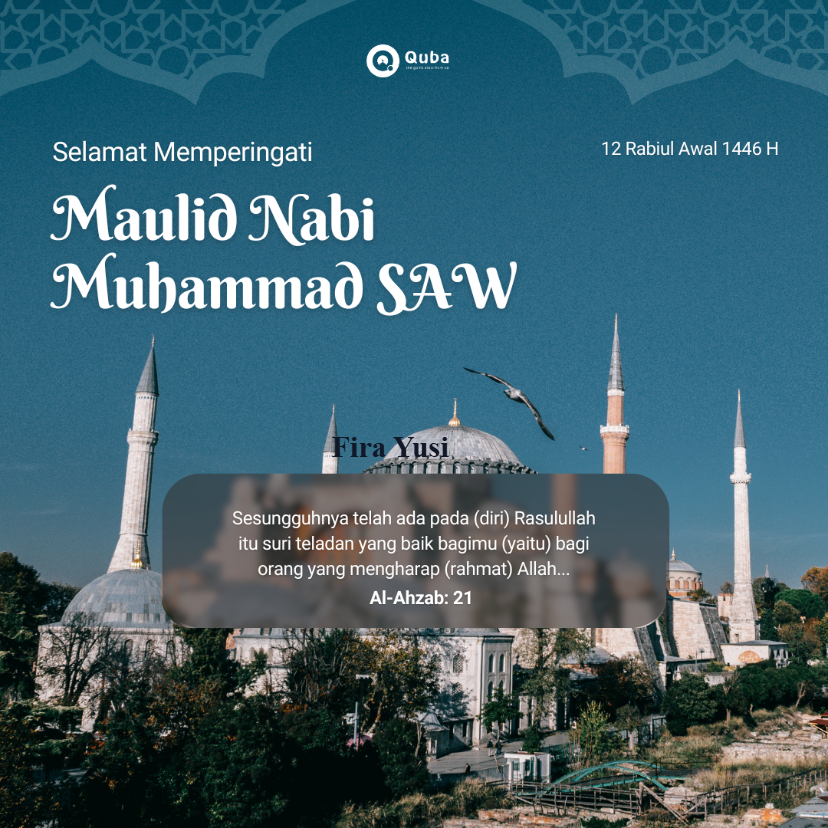 Quba
Selamat Memperingati
12 Rabiul Awal 1446 H
Maulid Nabi
Muhammad SAW
Fira Yusi
Sesungguhnya telah ada pada (diri) Rasulullah
itu suri teladan yang baik bagimu (yaitu) bagi
orang yang mengharap (rahmat) Allah...
Al-Ahzab: 21